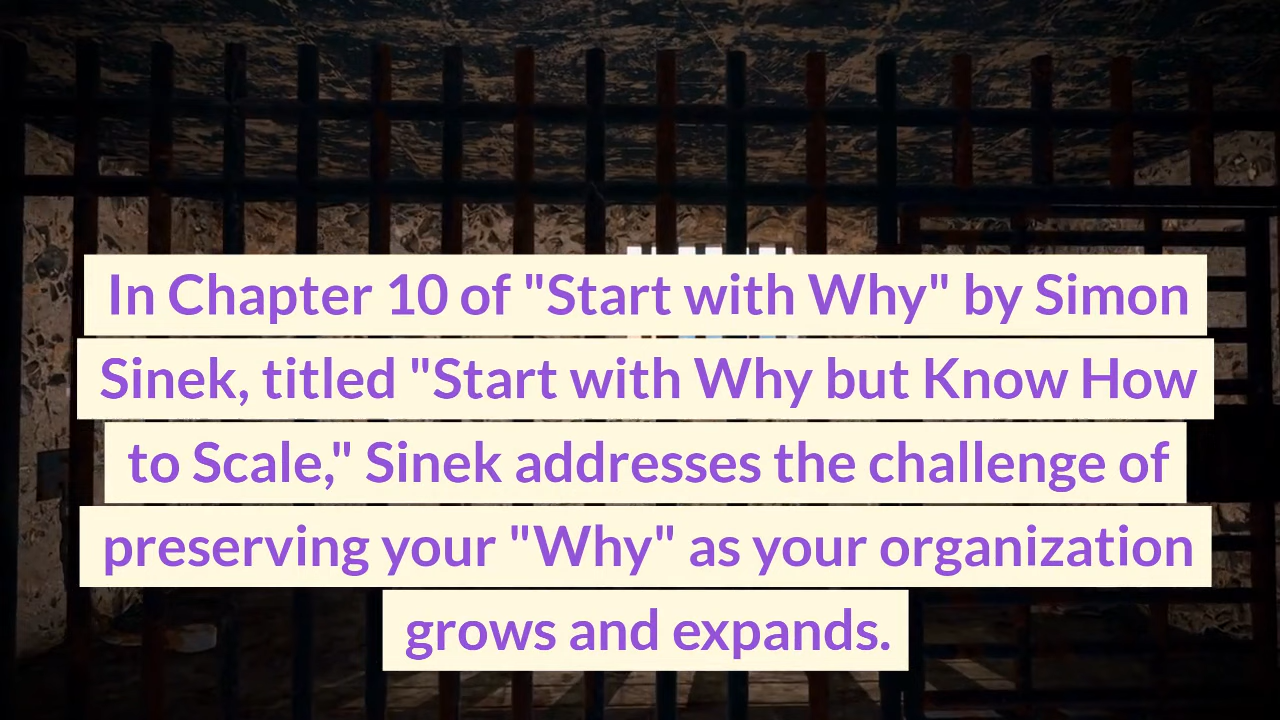 In Chapter 10 of "Start with Why" by Simon
Sinek, titled "Start with Why but Know How
to Scale," Sinek addresses the challenge of
preserving your "Why" as your organization
grows and expands.